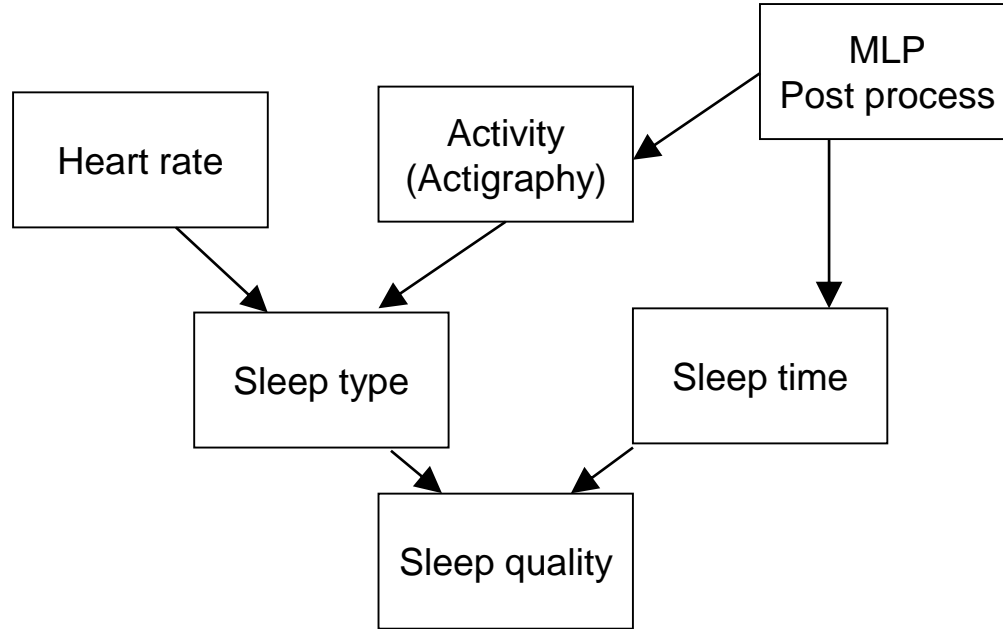 MLP
Post process
Heart rate
Activity
(Actigraphy)
Sleep type
Sleep time
Sleep quality